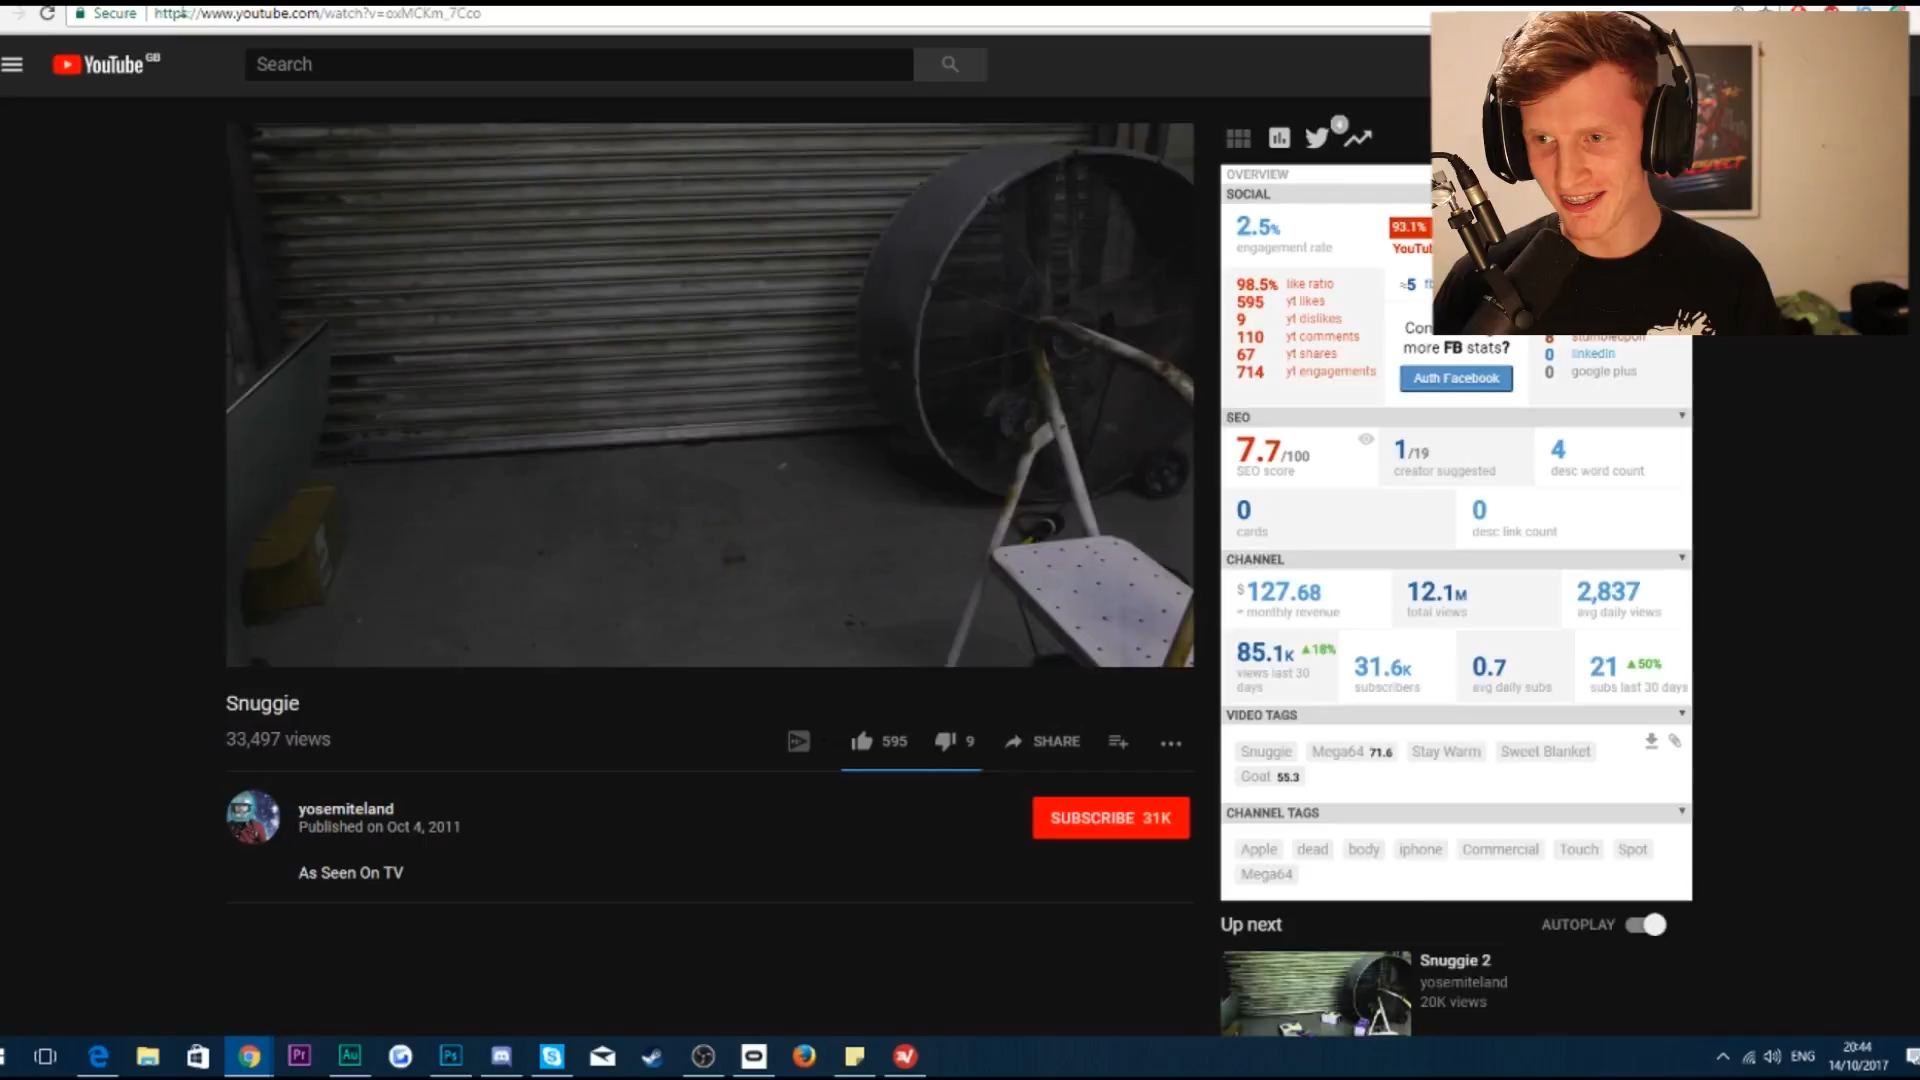 Secure https://www.youtube.com/watch?v=oxMCKm_7Cco
YouTube GB
Search
4
OVERVIEW
SOCIAL
2.5%
engagement rate
93.1%
98.5% like ratio
595 yt likes
9 yt dislikes
110 yt comments
67 yt shares
714 yt engagements
≈5
more FB stats?
Auth Facebook
8 stumbleupon
0 linkedin
0 google plus
SEO
7.7/100
SEO score
1/19
creator suggested
4
desc word count
0
cards
0
desc link count
CHANNEL
$127.68
≈ monthly revenue
12.1M
total views
2,837
avg daily views
85.1K ▲18%
views last 30 days
31.6K
subscribers
0.7
avg daily subs
21 ▲50%
subs last 30 days
VIDEO TAGS
Snuggie Mega64 71.6 Stay Warm Sweet Blanket
Goat 55.3
CHANNEL TAGS
Apple dead body iphone Commercial Touch Spot
Mega64
Snuggie
33,497 views
595 9 SHARE
yosemiteland
Published on Oct 4, 2011
SUBSCRIBE 31K
As Seen On TV
Up next
AUTOPLAY
Snuggie 2
yosemiteland
20K views
Pr Au Ps
ENG
20:44
14/10/2017